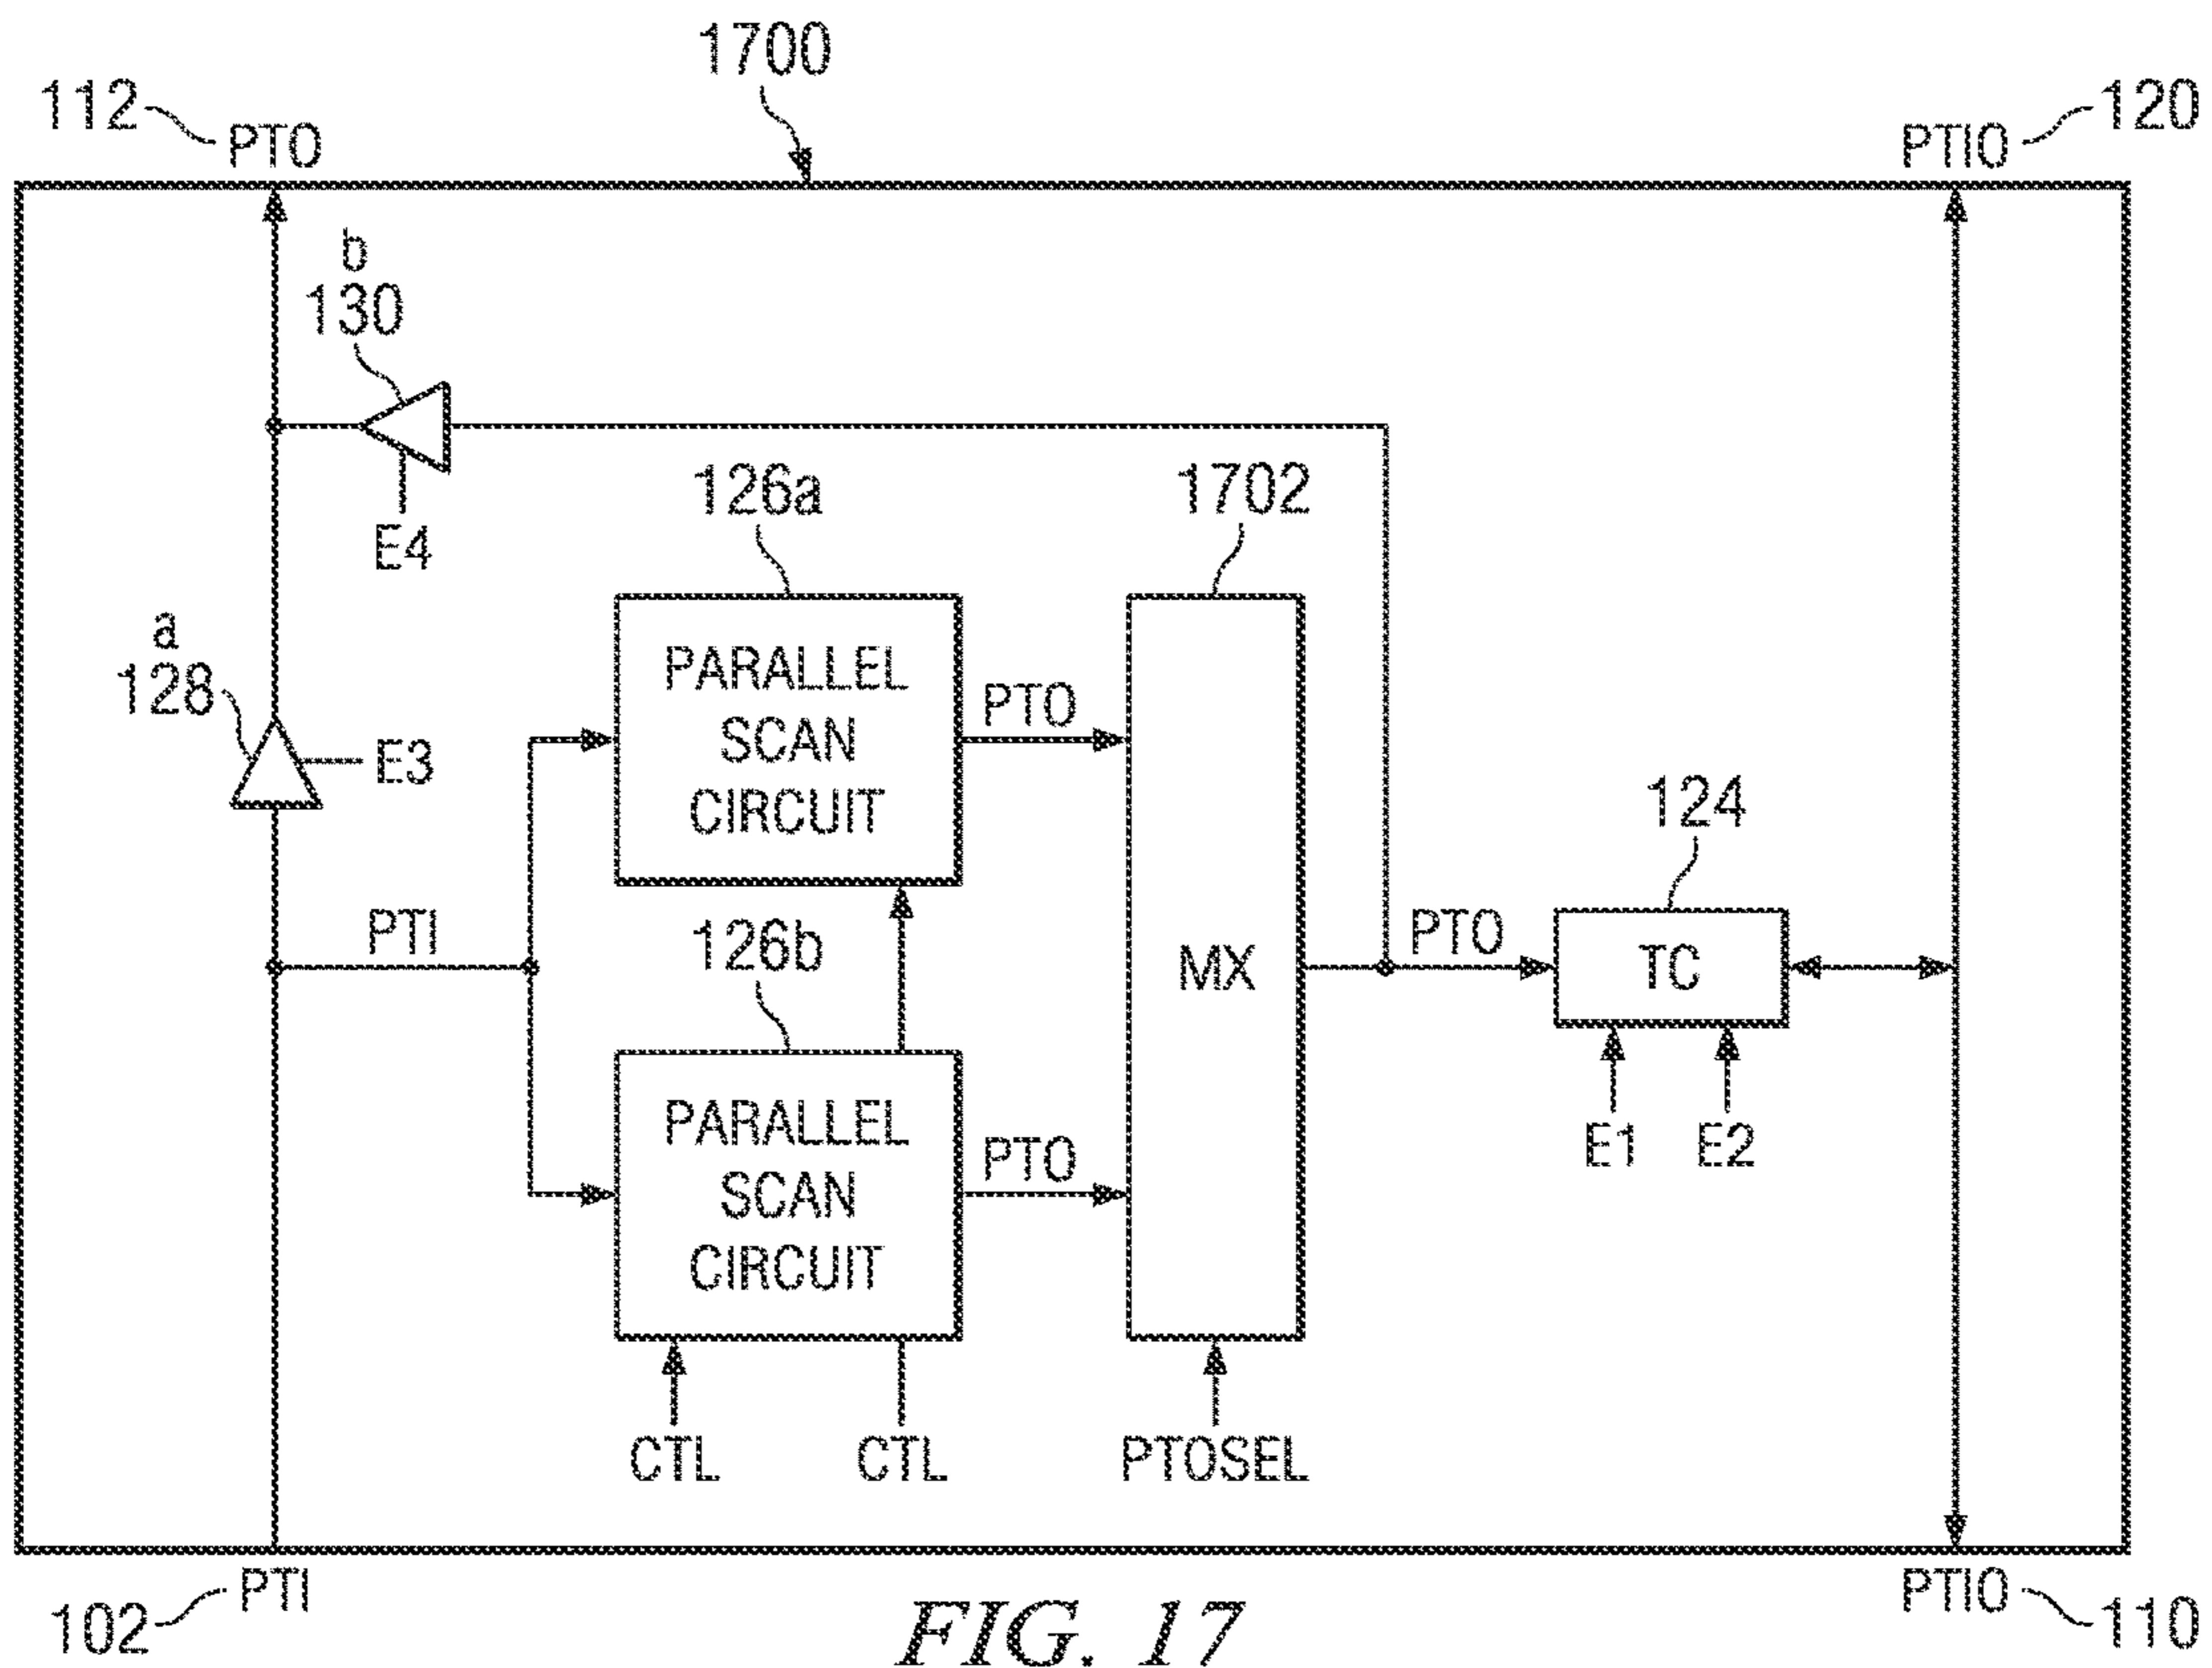 1700
112
PTO
120
PTIO
b
130
E4
126a
1702
a
128
E3
PARALLEL
SCAN
CIRCUIT
PTO
124
PTI
126b
MX
PTO
TC
E1
E2
PARALLEL
SCAN
CIRCUIT
PTO
CTL
CTL
PTOSEL
102
PTI
PTIO
110
FIG. 17